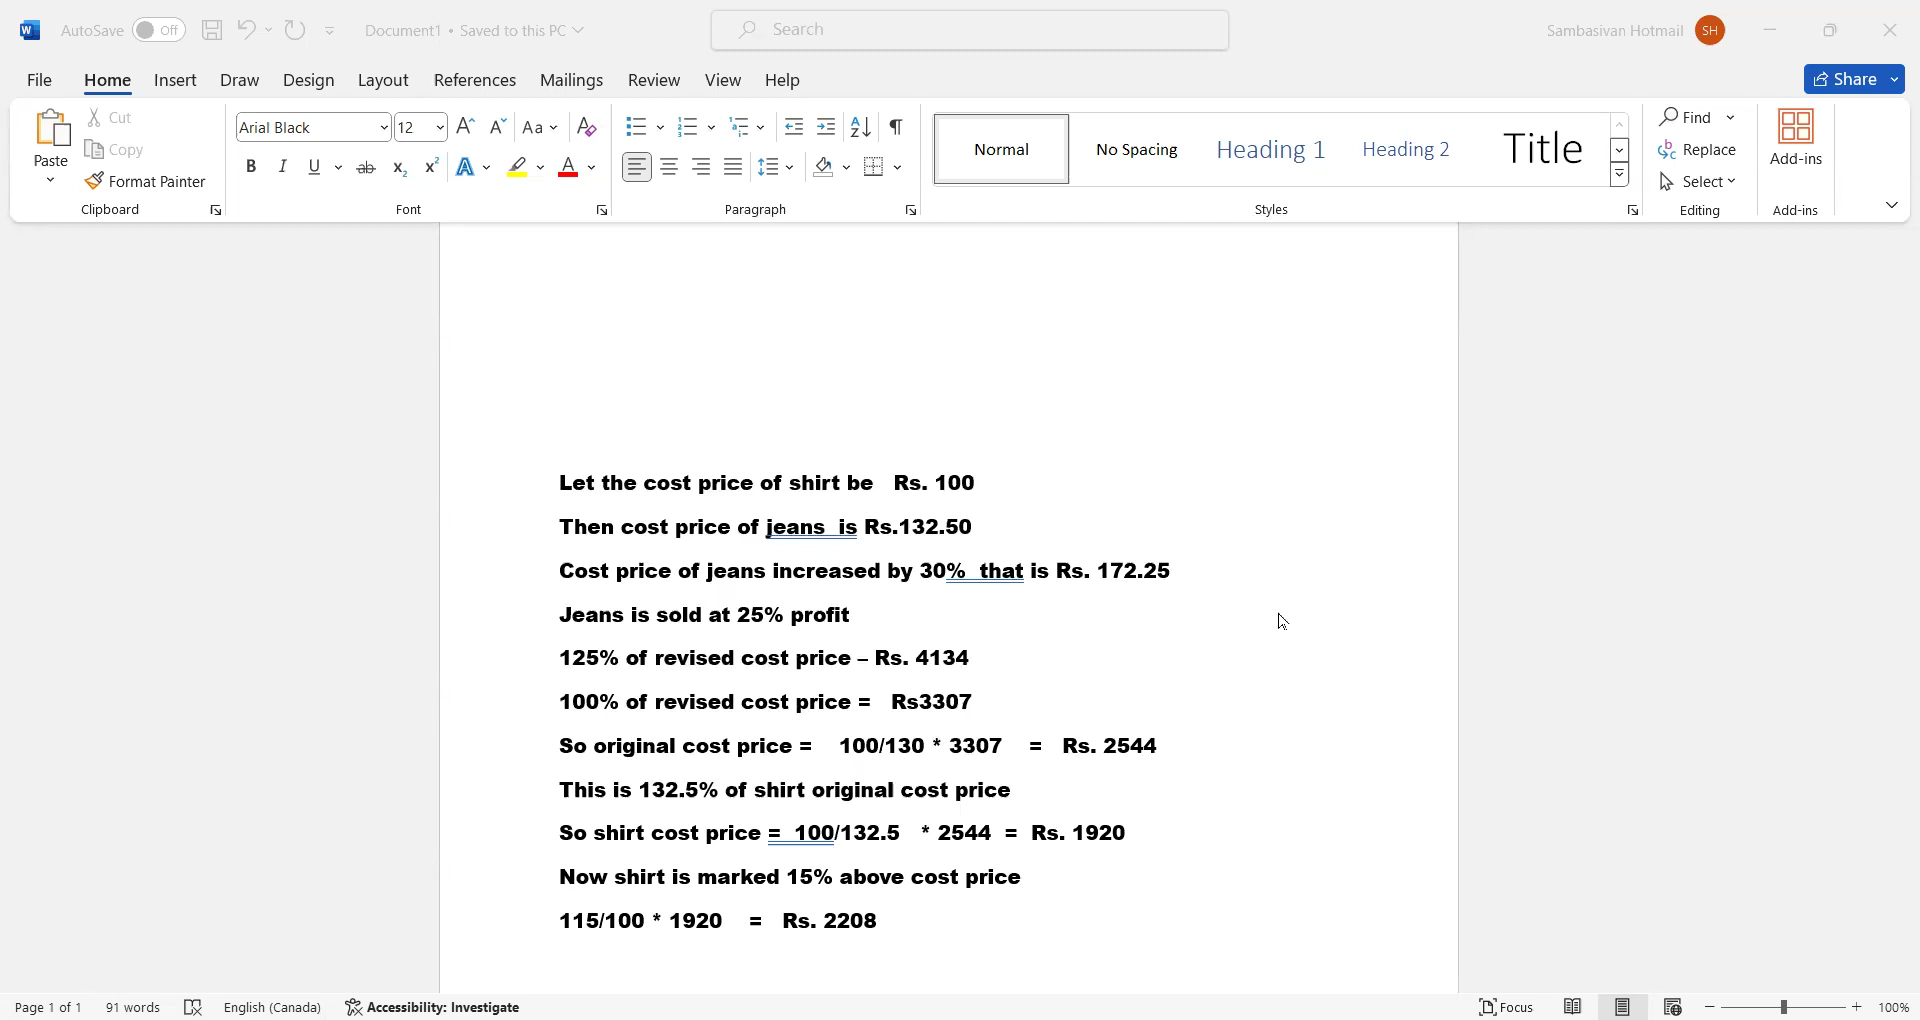 AutoSave Off Document1 • Saved to this PC Search Sambasivan Hotmail SH
File Home Insert Draw Design Layout References Mailings Review View Help Share
Paste Cut Copy Format Painter Clipboard
Arial Black 12 Aa B I U ab x₂ x² A A Font
Paragraph
Normal No Spacing Heading 1 Heading 2 Title Styles
Find Replace Select Editing
Add-ins Add-ins
Let the cost price of shirt be Rs. 100
Then cost price of jeans is Rs.132.50
Cost price of jeans increased by 30% that is Rs. 172.25
Jeans is sold at 25% profit
125% of revised cost price – Rs. 4134
100% of revised cost price = Rs3307
So original cost price = 100/130 * 3307 = Rs. 2544
This is 132.5% of shirt original cost price
So shirt cost price = 100/132.5 * 2544 = Rs. 1920
Now shirt is marked 15% above cost price
115/100 * 1920 = Rs. 2208
Page 1 of 1 91 words English (Canada) Accessibility: Investigate Focus 100%